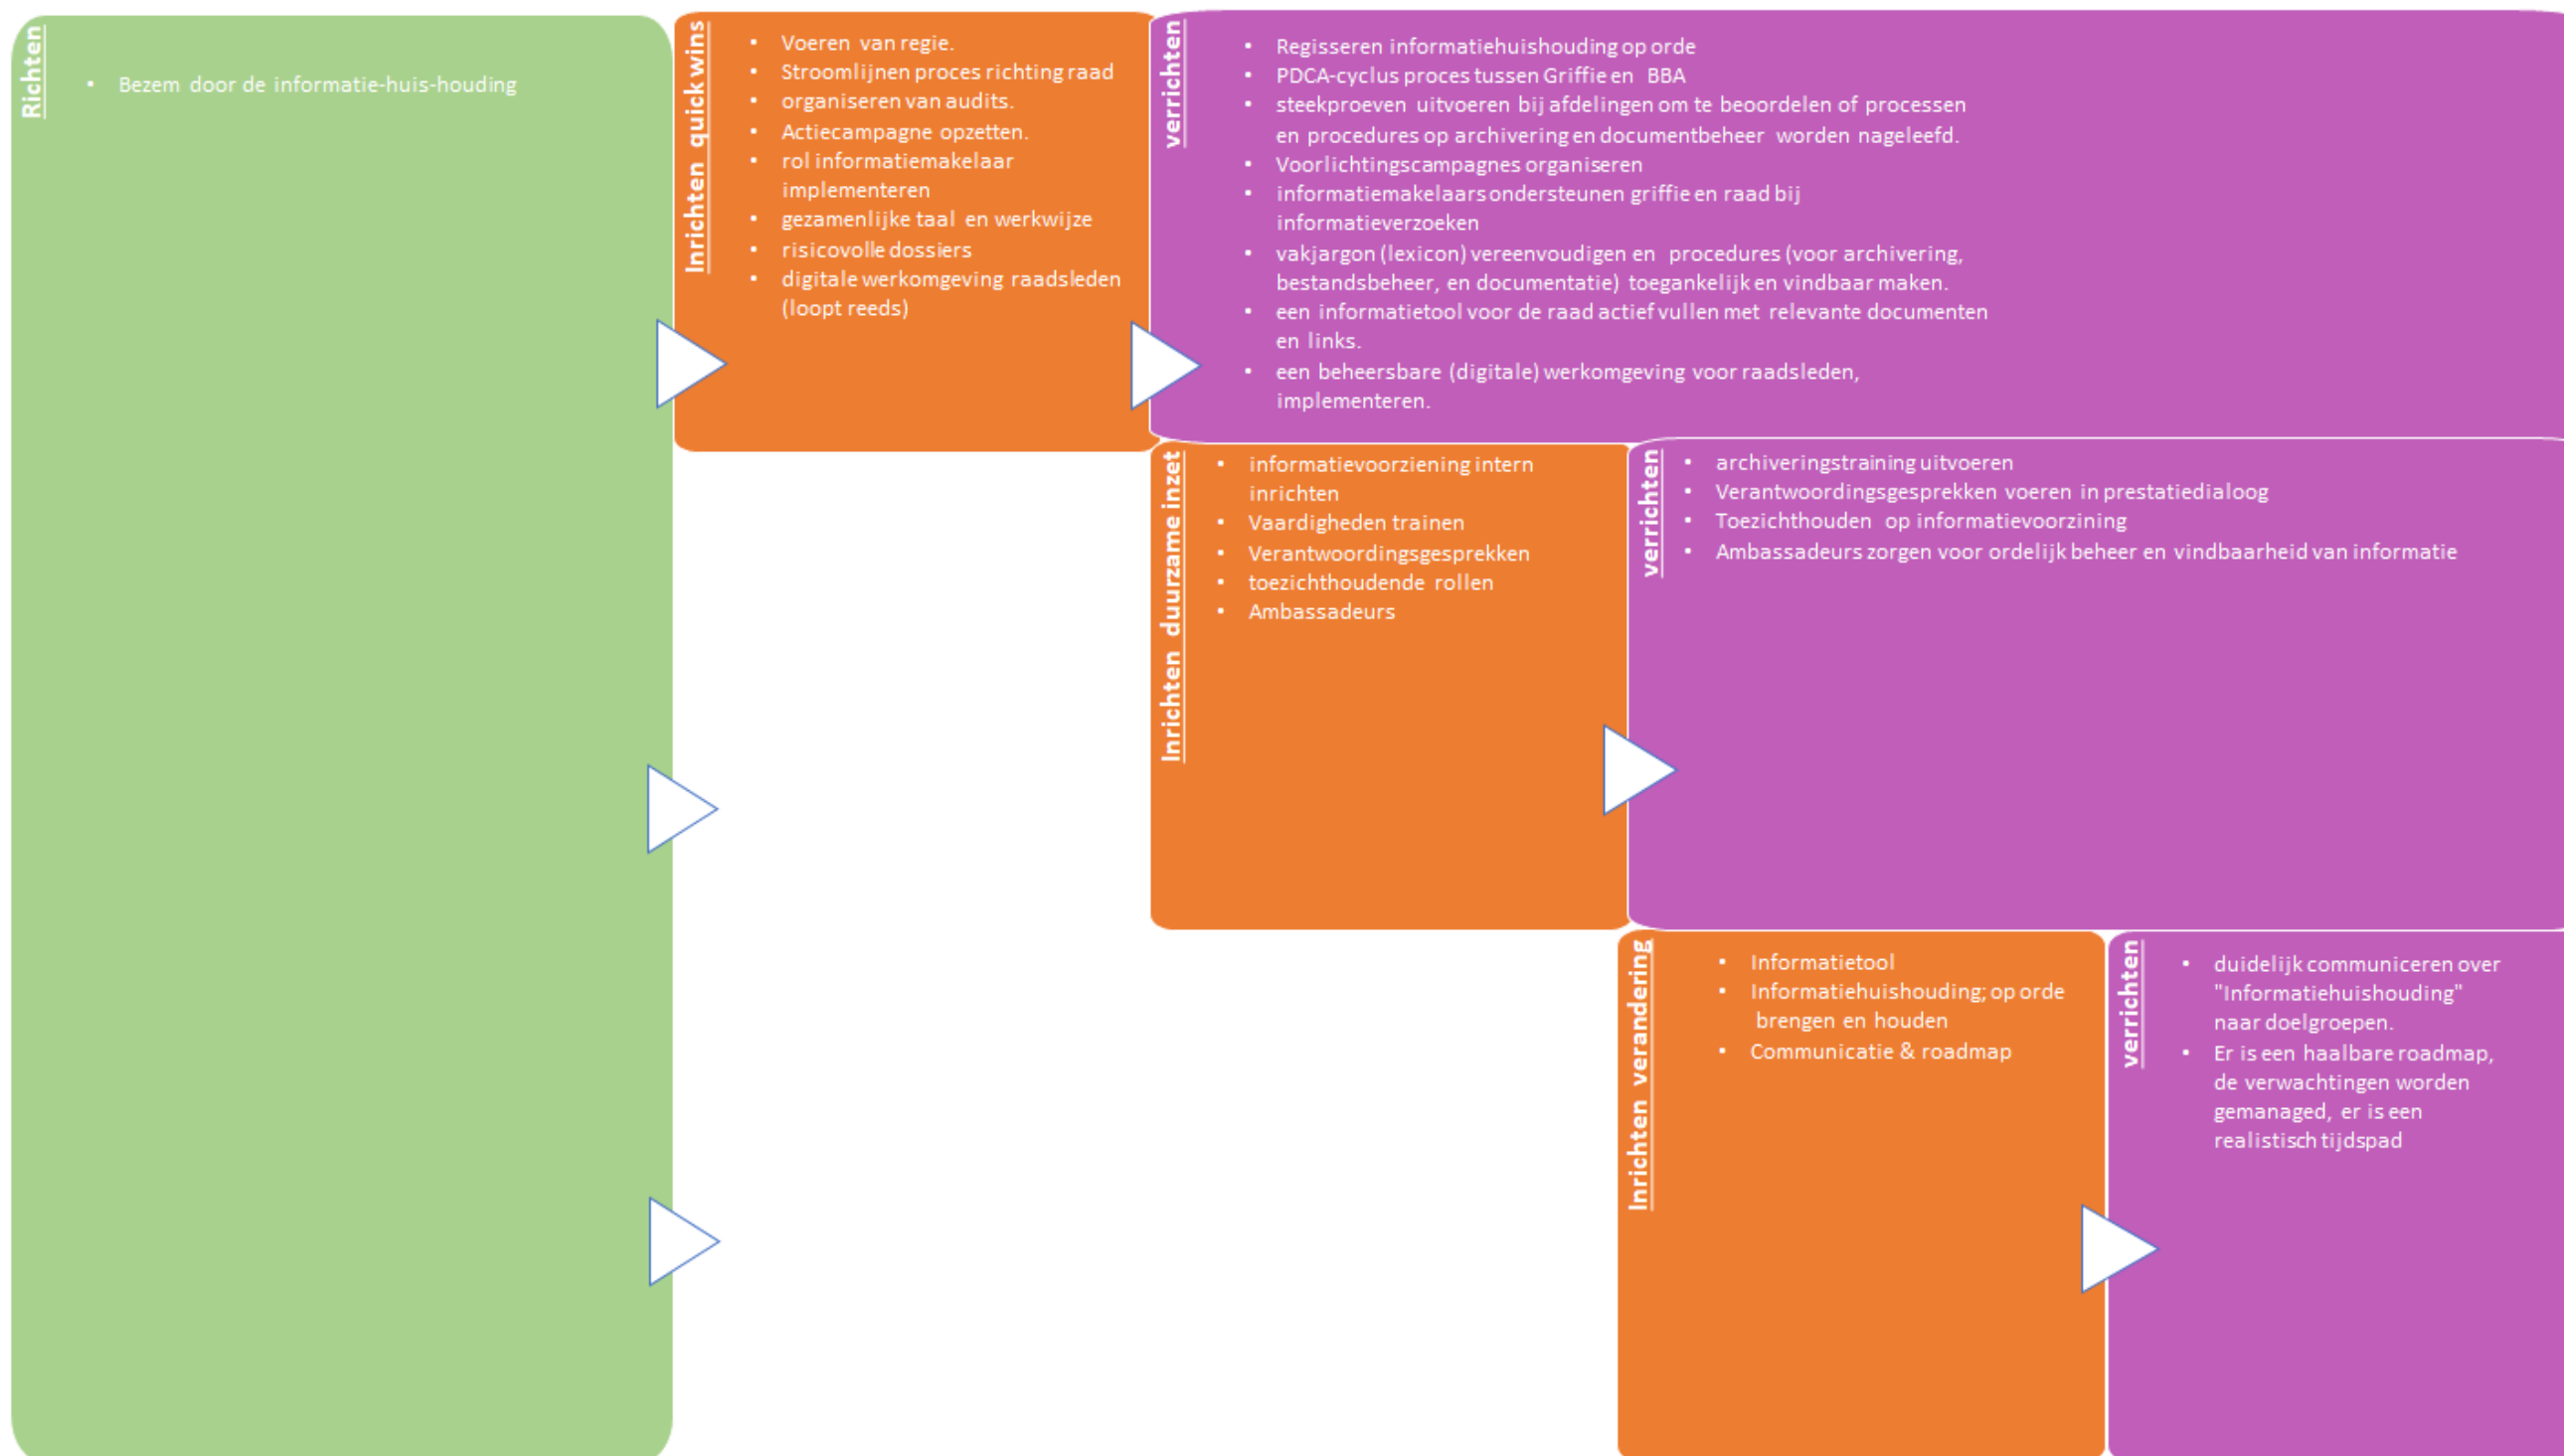 Richten
• Bezem door de informatie-huis-houding
Inrichten quick wins
• Voeren van regie.
• Stroomlijnen proces richting raad
• organiseren van audits.
• Actiecampagne opzetten.
• rol informatiemakelaar
implementeren
• gezamenlijke taal en werkwijze
• risicovolle dossiers
• digitale werkomgeving raadsleden
(loopt reeds)
verrichten
• Regisseren informatiehuishouding op orde
• PDCA-cyclus proces tussen Griffie en BBA
• steekproeven uitvoeren bij afdelingen om te beoordelen of processen
en procedures op archivering en documentbeheer worden nageleefd.
• Voorlichtingscampagnes organiseren
• informatiemakelaars ondersteunen griffie en raad bij
informatieverzoeken
• vakjargon (lexicon) vereenvoudigen en procedures (voor archivering,
bestandsbeheer, en documentatie) toegankelijk en vindbaar maken.
• een informatietool voor de raad actief vullen met relevante documenten
en links.
• een beheersbare (digitale) werkomgeving voor raadsleden,
implementeren.
Inrichten duurzame inzet
• informatievoorziening intern
inrichten
• Vaardigheden trainen
• Verantwoordingsgesprekken
• toezichthoudende rollen
• Ambassadeurs
verrichten
• archiveringstraining uitvoeren
• Verantwoordingsgesprekken voeren in prestatiedialoog
• Toezichthouden op informatievoorzining
• Ambassadeurs zorgen voor ordelijk beheer en vindbaarheid van informatie
Inrichten verandering
• Informatietool
• Informatiehuishouding; op orde
brengen en houden
• Communicatie & roadmap
verrichten
• duidelijk communiceren over
"Informatiehuishouding"
naar doelgroepen.
• Er is een haalbare roadmap,
de verwachtingen worden
gemanaged, er is een
realistisch tijdspad